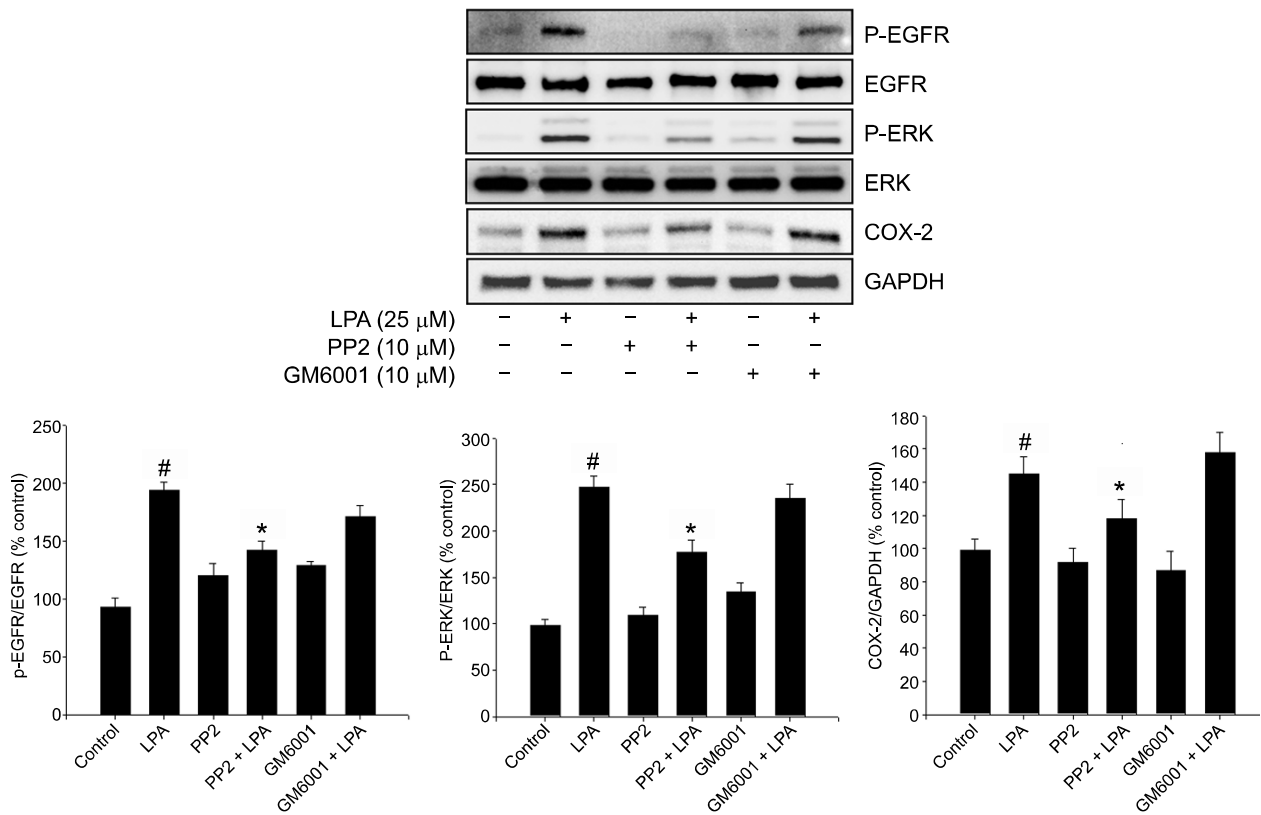 P-EGFR
EGFR
P-ERK
ERK
COX-2
GAPDH
LPA (25 µM) – + – + – +
PP2 (10 µM) – – + + – –
GM6001 (10 µM) – – – – + +
p-EGFR/EGFR (% control)
250
200
150
100
50
0
#
*
Control
LPA
PP2
PP2 + LPA
GM6001
GM6001 + LPA
P-ERK/ERK (% control)
300
250
200
150
100
50
0
#
*
Control
LPA
PP2
PP2 + LPA
GM6001
GM6001 + LPA
COX-2/GAPDH (% control)
180
160
140
120
100
80
60
40
20
0
#
*
Control
LPA
PP2
PP2 + LPA
GM6001
GM6001 + LPA